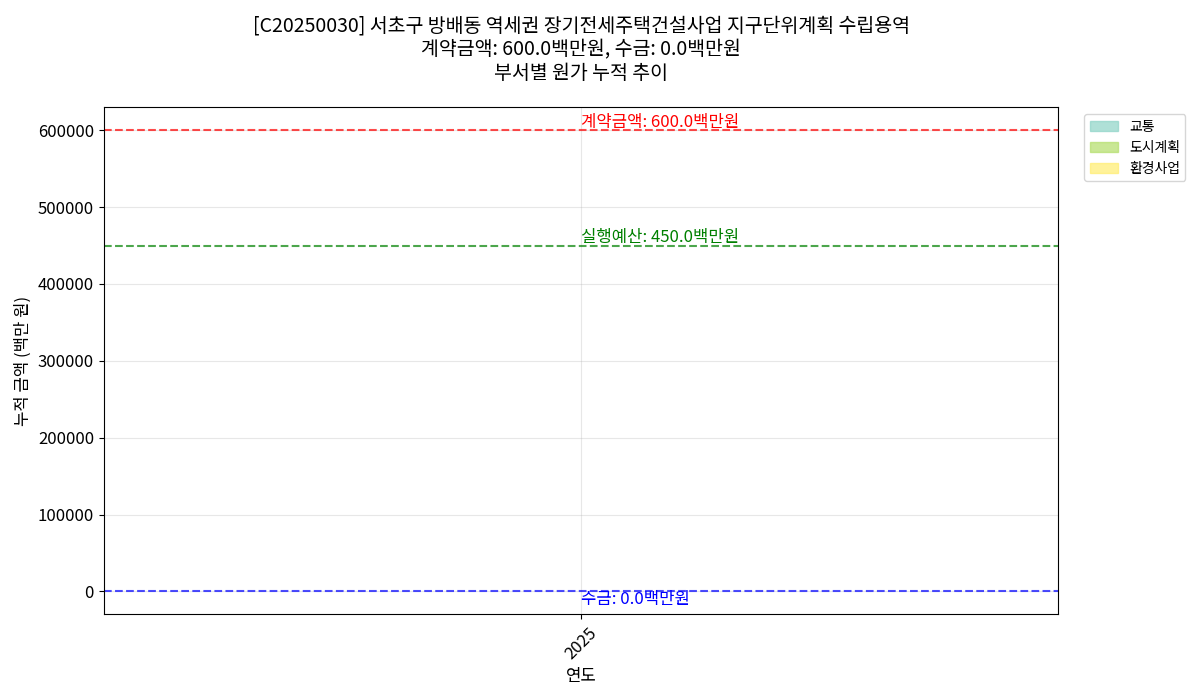 [C20250030] 서초구 방배동 역세권 장기전세주택건설사업 지구단위계획 수립용역
계약금액: 600.0백만원, 수금: 0.0백만원
부서별 원가 누적 추이
누적 금액 (백만 원)
600000
500000
400000
300000
200000
100000
0
계약금액: 600.0백만원
실행예산: 450.0백만원
수금: 0.0백만원
2025
연도
교통
도시계획
환경사업